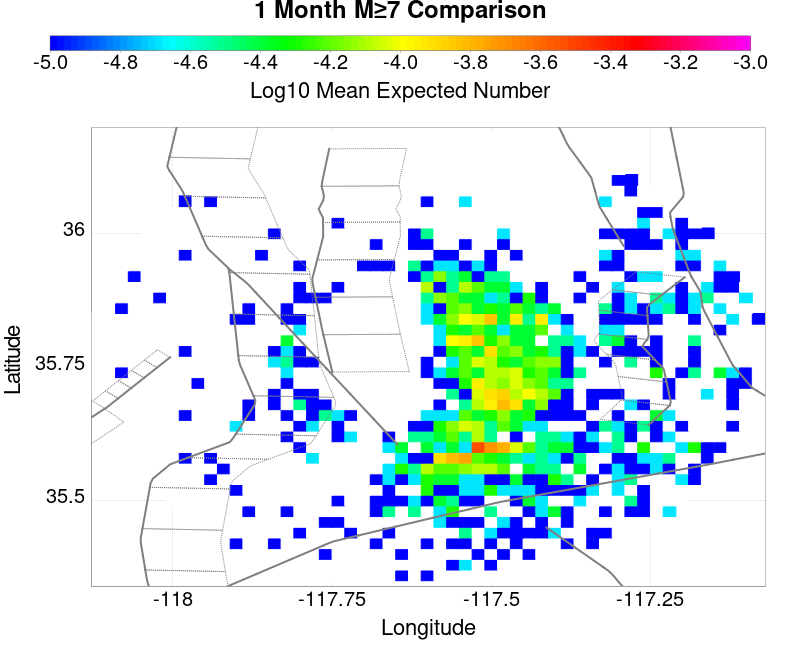 1 Month M≥7 Comparison
-5.0 -4.8 -4.6 -4.4 -4.2 -4.0 -3.8 -3.6 -3.4 -3.2 -3.0
Log10 Mean Expected Number
36
35.75
35.5
Latitude
-118 -117.75 -117.5 -117.25
Longitude